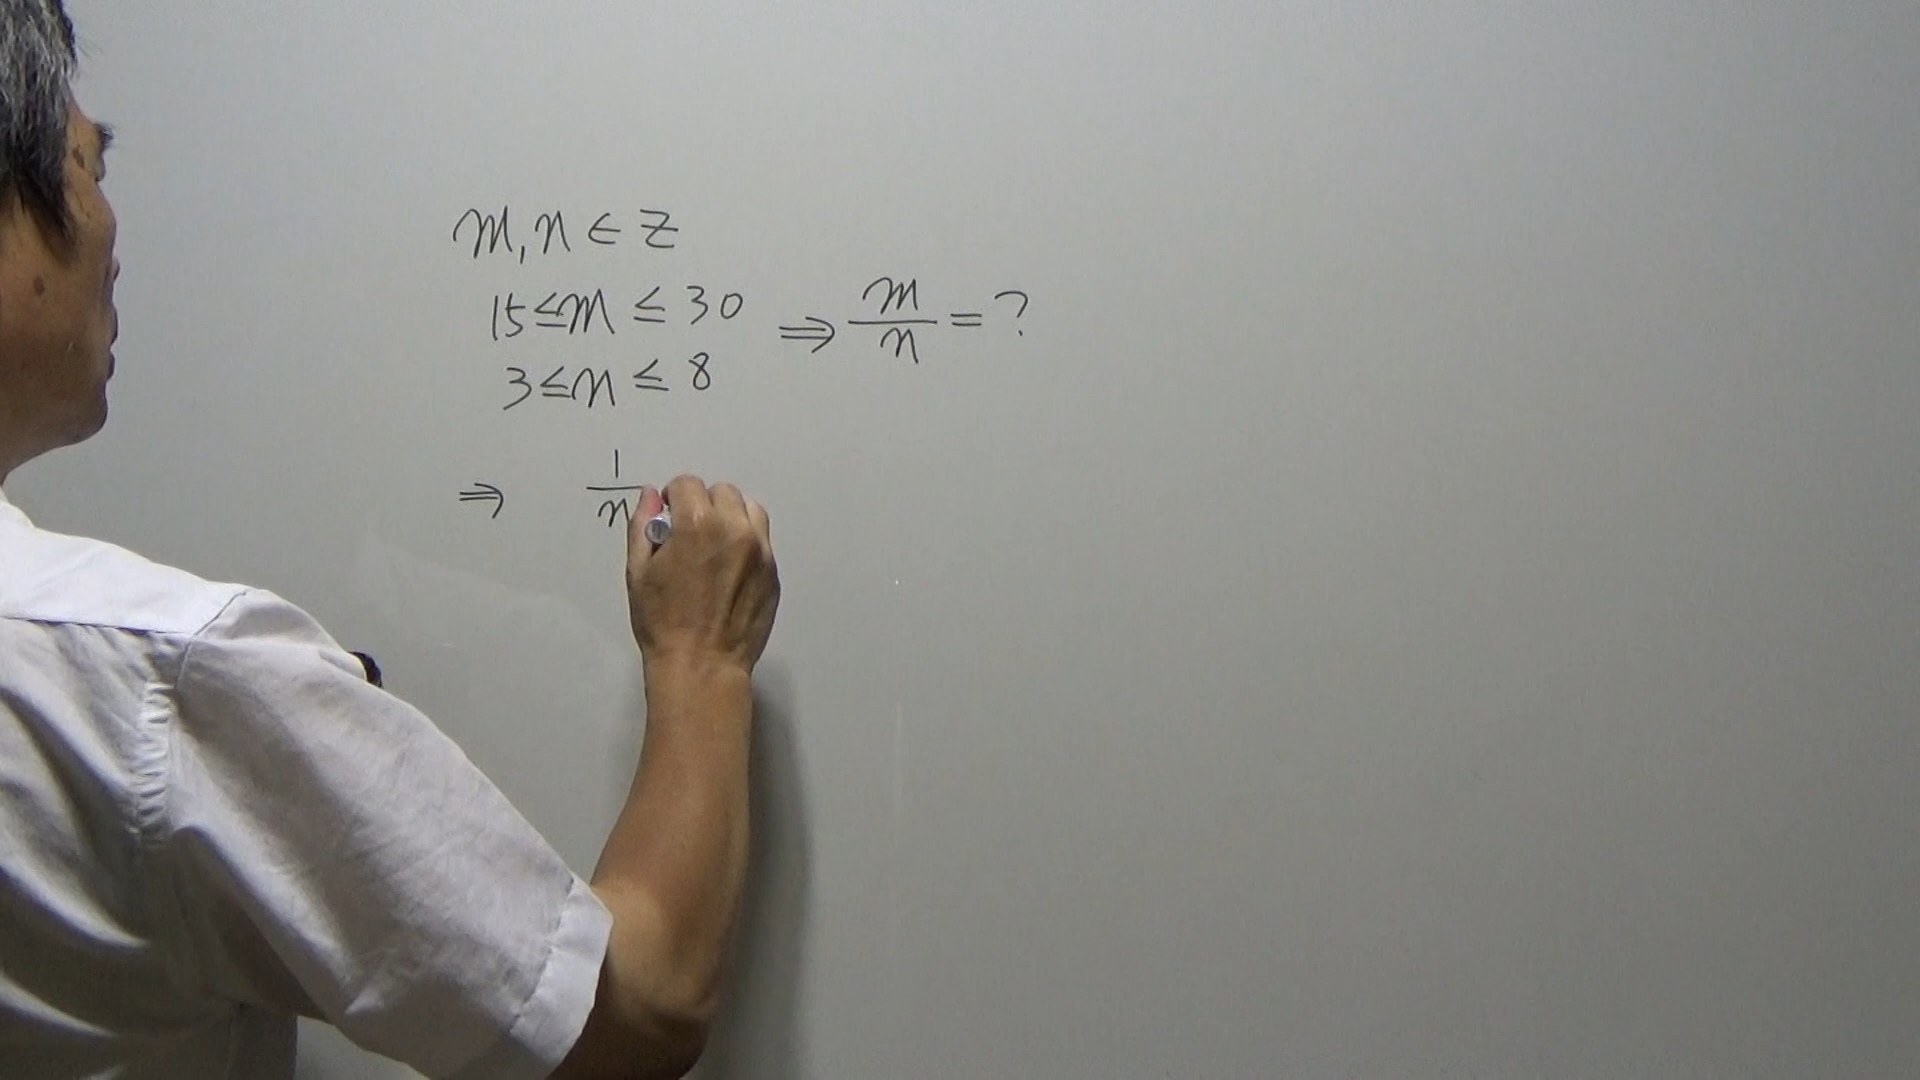 m, n ∈ Z
15 ≤ m ≤ 30
3 ≤ n ≤ 8
⇒ m/n = ?
⇒ 1/n